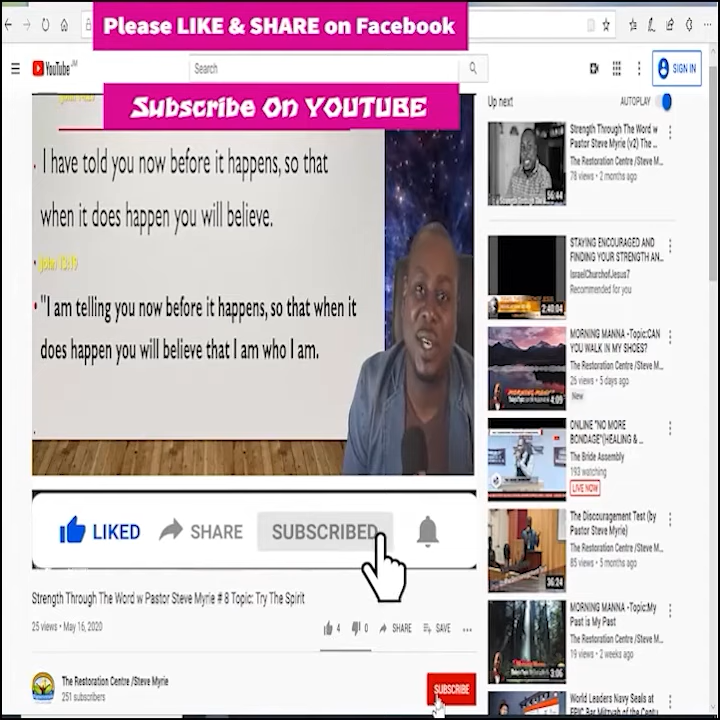 Please LIKE & SHARE on Facebook
YouTube JM
Search
SIGN IN
Subscribe On YOUTUBE
Up next
AUTOPLAY
I have told you now before it happens, so that
when it does happen you will believe.
John 13:19
"I am telling you now before it happens, so that when it
does happen you will believe that I am who I am.
LIKED
SHARE
SUBSCRIBED
Strength Through The Word w Pastor Steve Myrie # 8 Topic: Try The Spirit
25 views • May 16, 2020
4
0
SHARE
SAVE
The Restoration Centre /Steve Myrie
251 subscribers
SUBSCRIBE
Strength Through The Word w
Pastor Steve Myrie (v2) The ...
The Restoration Centre /Steve M...
78 views • 2 months ago
56:44
STAYING ENCOURAGED AND
FINDING YOUR STRENGTH AN...
IsraelChurchofJesus7
Recommended for you
2:40:04
MORNING MANNA -Topic:CAN
YOU WALK IN MY SHOES?
The Restoration Centre /Steve M...
26 views • 5 days ago
New
4:09
ONLINE "NO MORE
BONDAGE"(HEALING & ...
The Bride Assembly
193 watching
LIVE NOW
The Discouragement Test (by
Pastor Steve Myrie)
The Restoration Centre /Steve M...
85 views • 2 months ago
36:24
MORNING MANNA -Topic:My
Past is My Past
The Restoration Centre /Steve M...
19 views • 2 weeks ago
3:06
World Leaders Navy Seals at